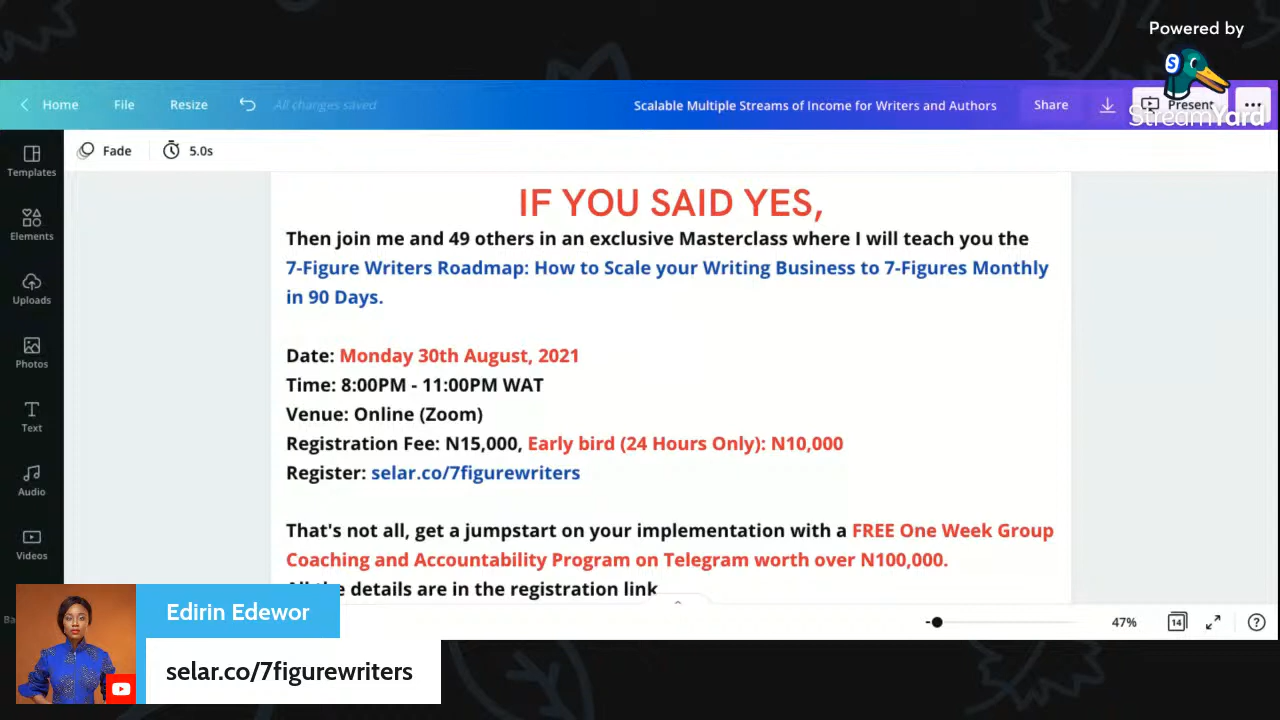 Powered by
StreamYard
Home
File
Resize
All changes saved
Scalable Multiple Streams of Income for Writers and Authors
Share
Present
Templates
Elements
Uploads
Photos
Text
Audio
Videos
Fade
5.0s
IF YOU SAID YES,
Then join me and 49 others in an exclusive Masterclass where I will teach you the
7-Figure Writers Roadmap: How to Scale your Writing Business to 7-Figures Monthly
in 90 Days.
Date: Monday 30th August, 2021
Time: 8:00PM - 11:00PM WAT
Venue: Online (Zoom)
Registration Fee: N15,000, Early bird (24 Hours Only): N10,000
Register: selar.co/7figurewriters
That's not all, get a jumpstart on your implementation with a FREE One Week Group
Coaching and Accountability Program on Telegram worth over N100,000.
details are in the registration link
47%
14
?
Edirin Edewor
selar.co/7figurewriters